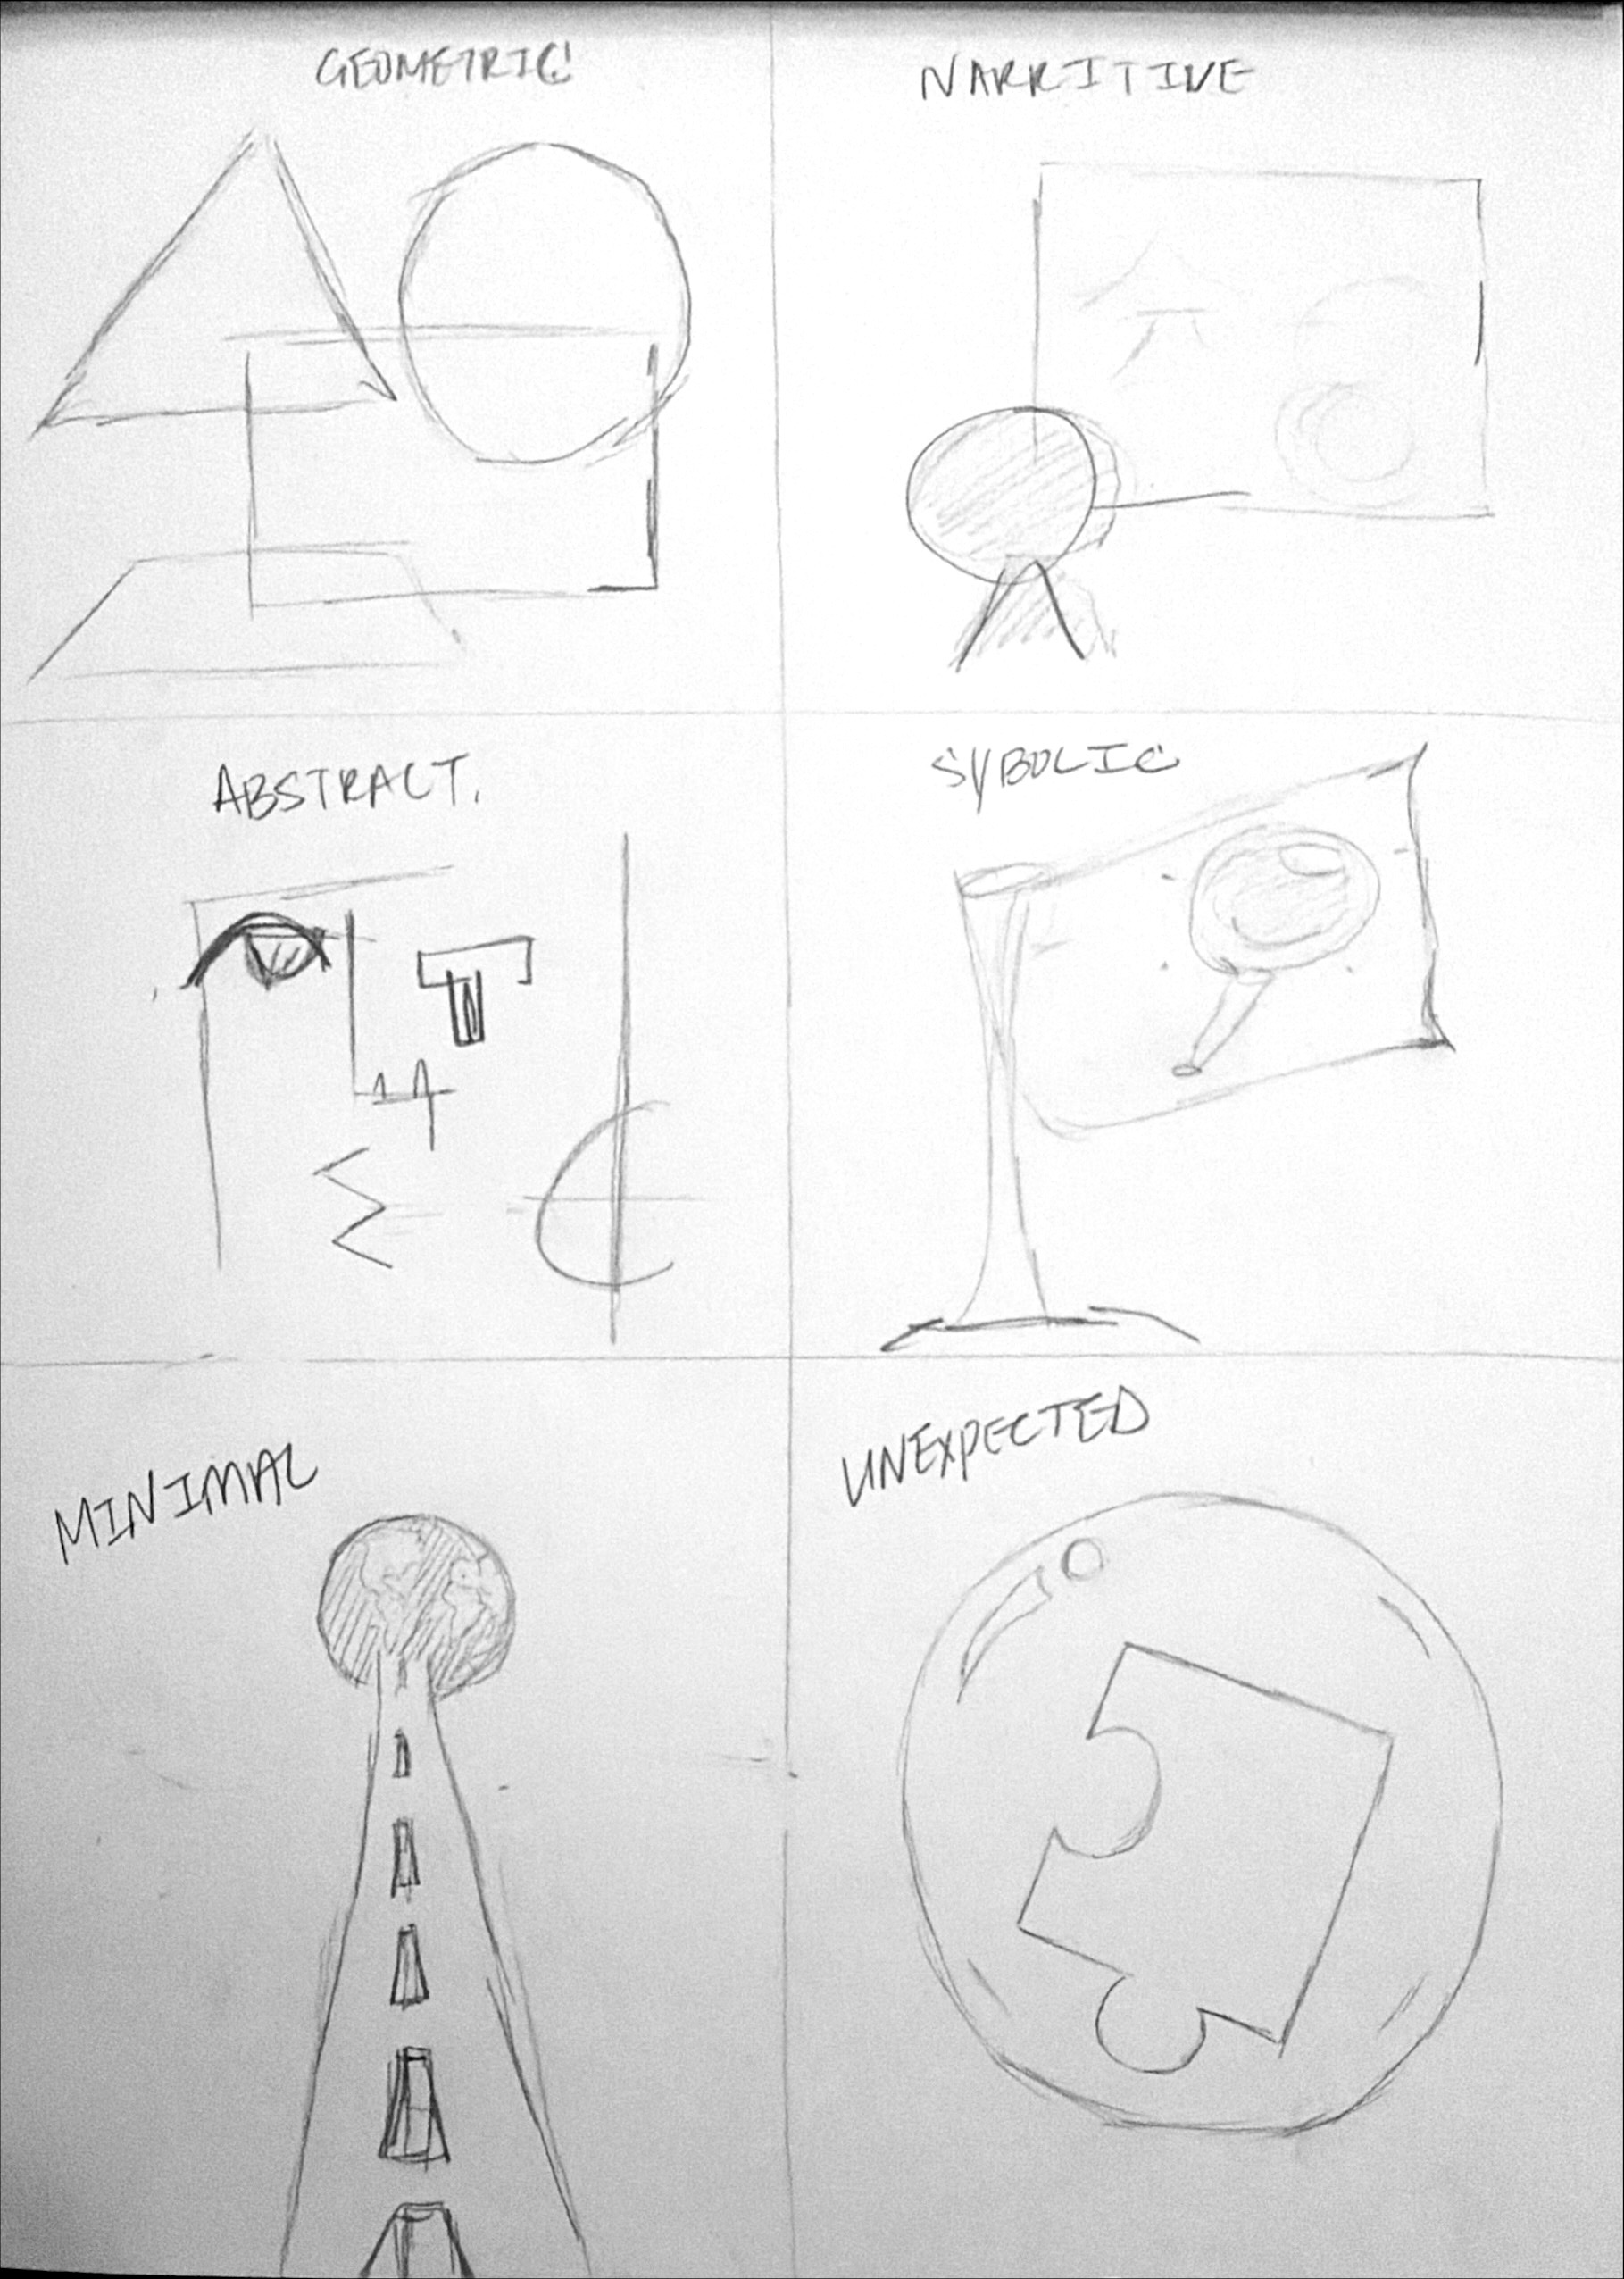 GEOMETRIC
NARRITIVE
ABSTRACT.
SYBOLIC
MINIMAL
UNEXPECTED